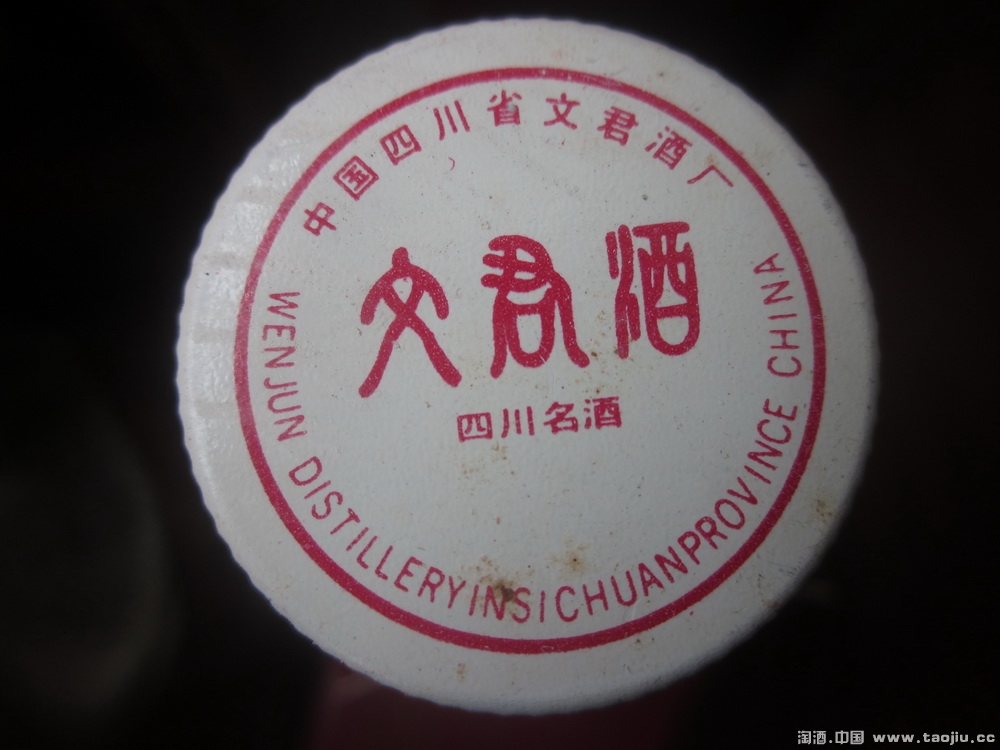 中国四川省文君酒厂
文君酒
四川名酒
WENJUN DISTILLERYINSICHUANPROVINCE CHINA
淘酒.中国 www.taojiu.cc